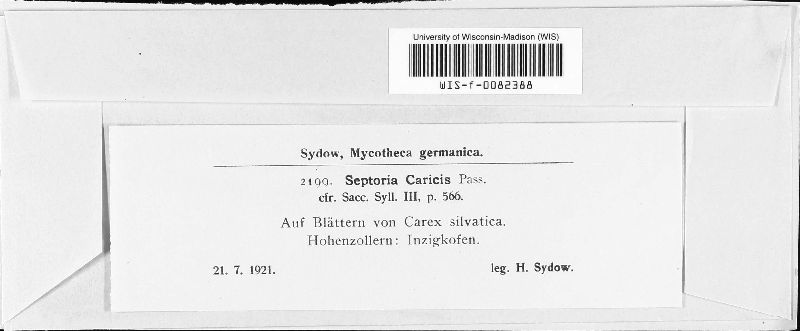 University of Wisconsin-Madison (WIS)
WIS-f-0082388
Sydow, Mycotheca germanica.
2199. Septoria Caricis Pass.
cfr. Sacc. Syll. III, p. 566.
Auf Blättern von Carex silvatica.
Hohenzollern: Inzigkofen.
21. 7. 1921. leg. H. Sydow.